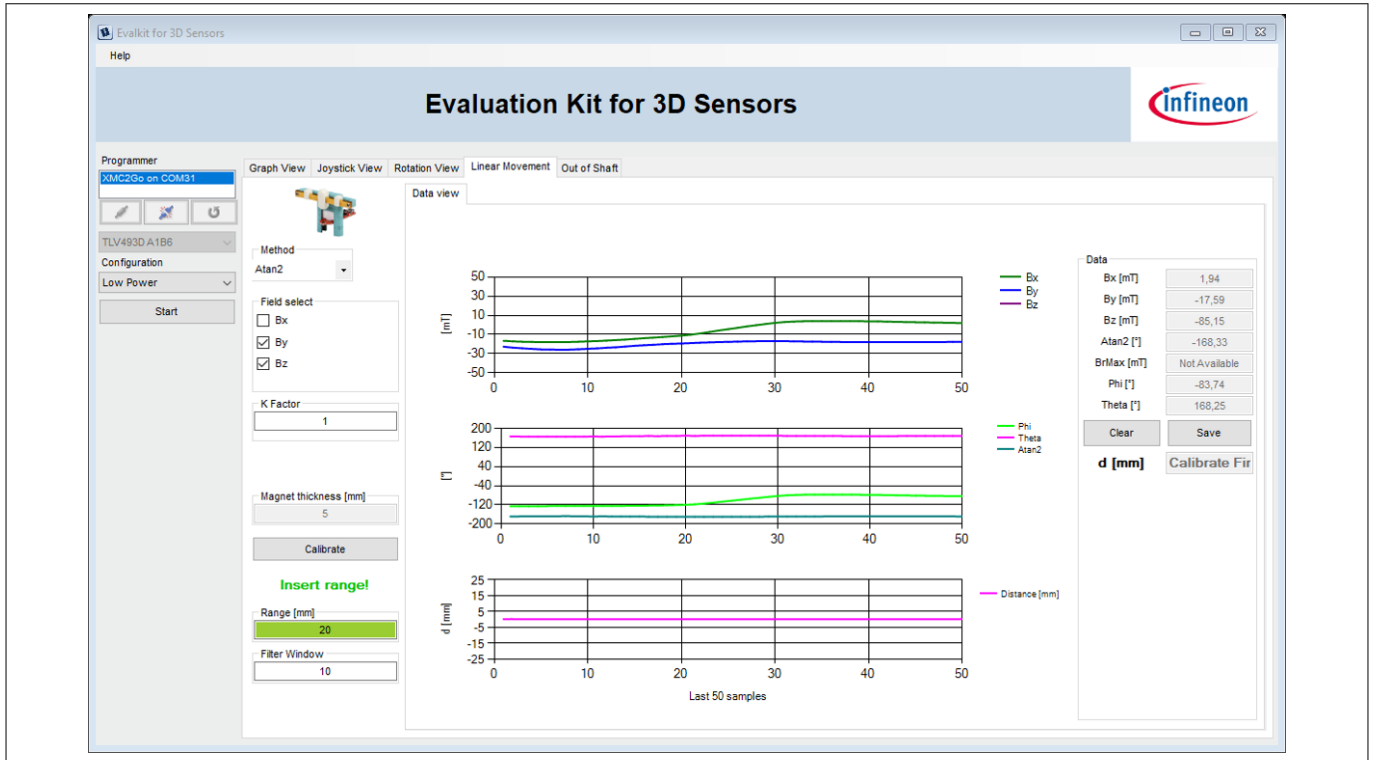 Evalkit for 3D Sensors
Help
Evaluation Kit for 3D Sensors
infineon
Programmer
XMC2Go on COM31
TLV493D A1B6
Configuration
Low Power
Start
Graph View Joystick View Rotation View Linear Movement Out of Shaft
Data view
Method
Atan2
Field select
Bx
By
Bz
K Factor
1
Magnet thickness [mm]
5
Calibrate
Insert range!
Range [mm]
20
Filter Window
10
[mT]
50
30
10
-10
-30
-50
0 10 20 30 40 50
Bx
By
Bz
[°]
200
120
40
-40
-120
-200
0 10 20 30 40 50
Phi
Theta
Atan2
d [mm]
25
15
5
-5
-15
-25
0 10 20 30 40 50
Distance [mm]
Last 50 samples
Data
Bx [mT] 1,94
By [mT] -17,59
Bz [mT] -85,15
Atan2 [°] -168,33
BrMax [mT] Not Available
Phi [°] -83,74
Theta [°] 168,25
Clear Save
d [mm] Calibrate Fir